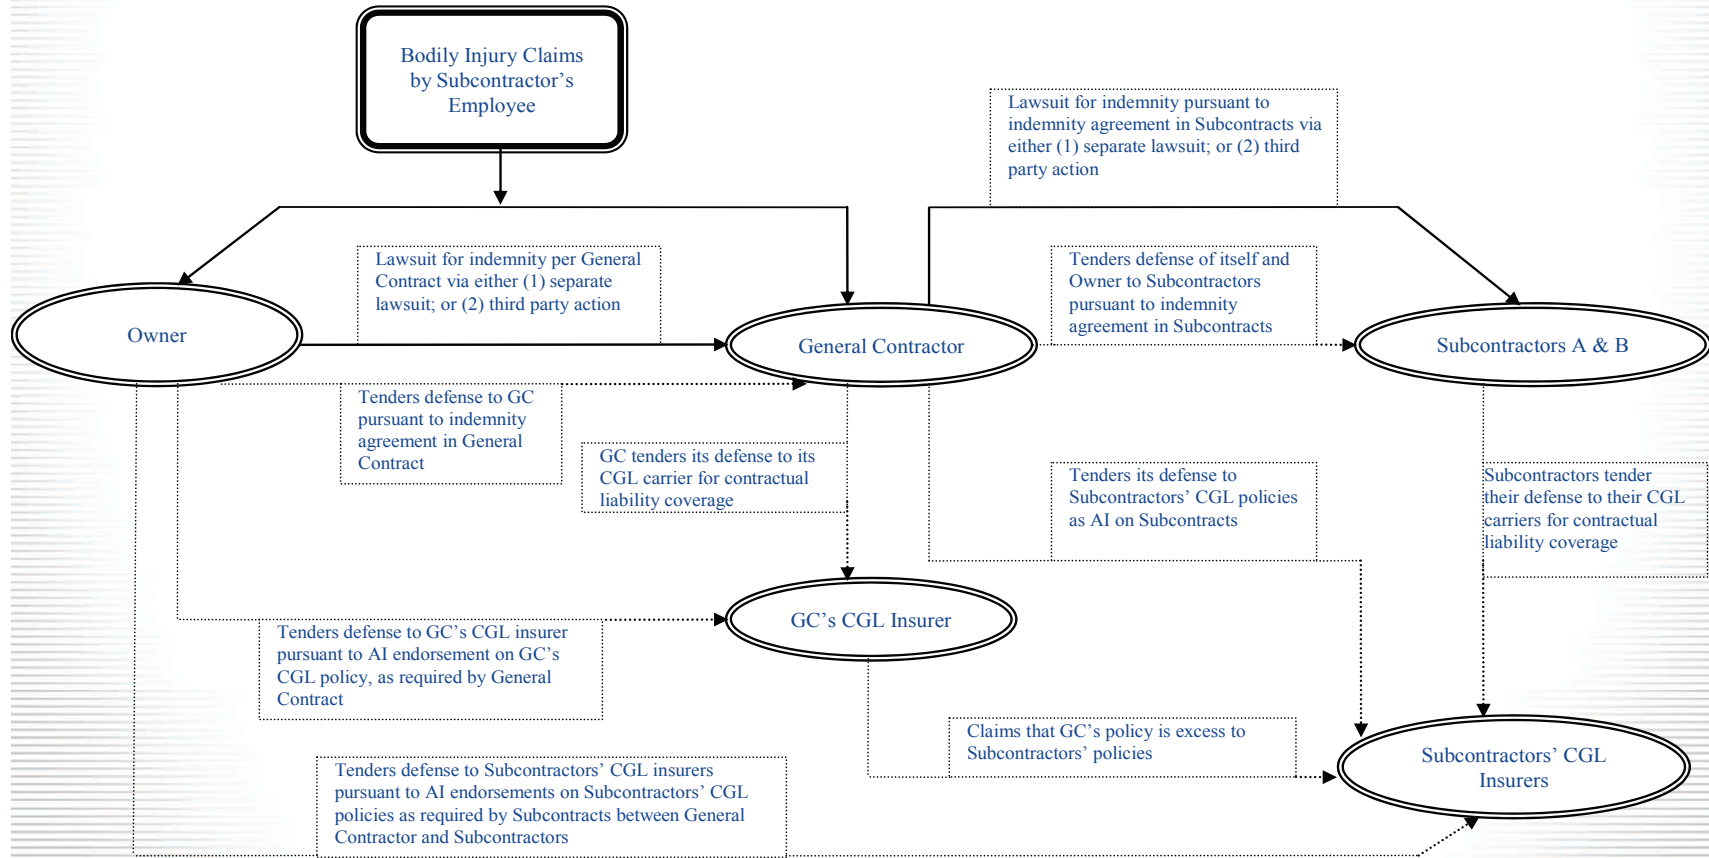 Bodily Injury Claims
by Subcontractor’s
Employee
Lawsuit for indemnity pursuant to
indemnity agreement in Subcontracts via
either (1) separate lawsuit; or (2) third
party action
Lawsuit for indemnity per General
Contract via either (1) separate
lawsuit; or (2) third party action
Tenders defense of itself and
Owner to Subcontractors
pursuant to indemnity
agreement in Subcontracts
Owner
General Contractor
Subcontractors A & B
Tenders defense to GC
pursuant to indemnity
agreement in General
Contract
GC tenders its defense to its
CGL carrier for contractual
liability coverage
Tenders its defense to
Subcontractors’ CGL policies
as AI on Subcontracts
Subcontractors tender
their defense to their CGL
carriers for contractual
liability coverage
GC’s CGL Insurer
Tenders defense to GC’s CGL insurer
pursuant to AI endorsement on GC’s
CGL policy, as required by General
Contract
Claims that GC’s policy is excess to
Subcontractors’ policies
Subcontractors’ CGL
Insurers
Tenders defense to Subcontractors’ CGL insurers
pursuant to AI endorsements on Subcontractors’ CGL
policies as required by Subcontracts between General
Contractor and Subcontractors